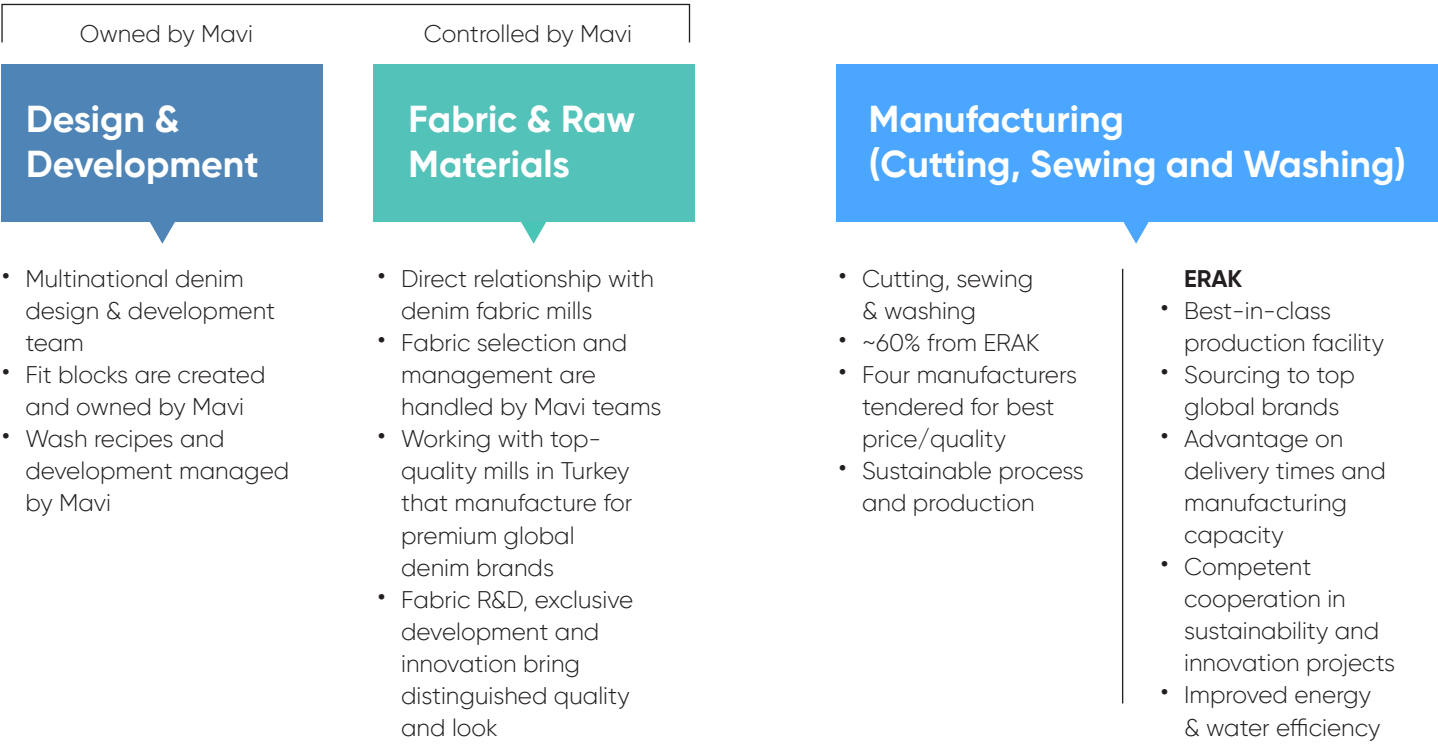 Owned by Mavi
Controlled by Mavi
Design &
Development
Fabric & Raw
Materials
Manufacturing
(Cutting, Sewing and Washing)
• Multinational denim
design & development
team
• Fit blocks are created
and owned by Mavi
• Wash recipes and
development managed
by Mavi
• Direct relationship with
denim fabric mills
• Fabric selection and
management are
handled by Mavi teams
• Working with top-
quality mills in Turkey
that manufacture for
premium global
denim brands
• Fabric R&D, exclusive
development and
innovation bring
distinguished quality
and look
• Cutting, sewing
& washing
• ~60% from ERAK
• Four manufacturers
tendered for best
price/quality
• Sustainable process
and production
ERAK
• Best-in-class
production facility
• Sourcing to top
global brands
• Advantage on
delivery times and
manufacturing
capacity
• Competent
cooperation in
sustainability and
innovation projects
• Improved energy
& water efficiency